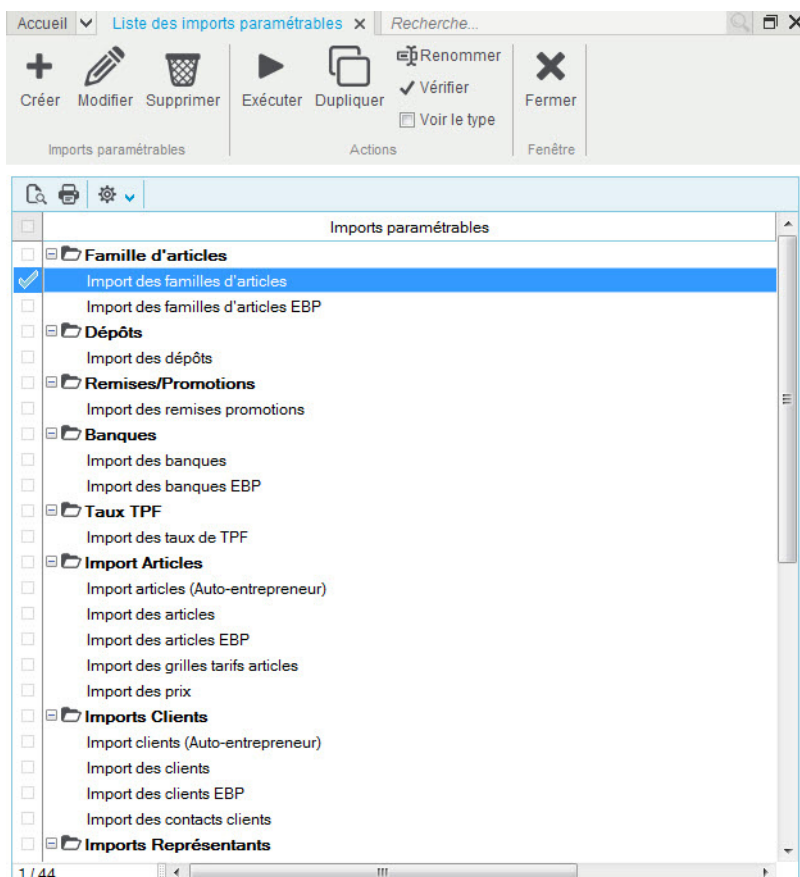 Accueil Liste des imports paramétrables Recherche...
Renommer
Vérifier
Créer Modifier Supprimer Exécuter Dupliquer Fermer
Voir le type
Imports paramétrables Actions Fenêtre
Imports paramétrables
Famille d'articles
Import des familles d'articles
Import des familles d'articles EBP
Dépôts
Import des dépôts
Remises/Promotions
Import des remises promotions
Banques
Import des banques
Import des banques EBP
Taux TPF
Import des taux de TPF
Import Articles
Import articles (Auto-entrepreneur)
Import des articles
Import des articles EBP
Import des grilles tarifs articles
Import des prix
Imports Clients
Import clients (Auto-entrepreneur)
Import des clients
Import des clients EBP
Import des contacts clients
Imports Représentants
1 / 44